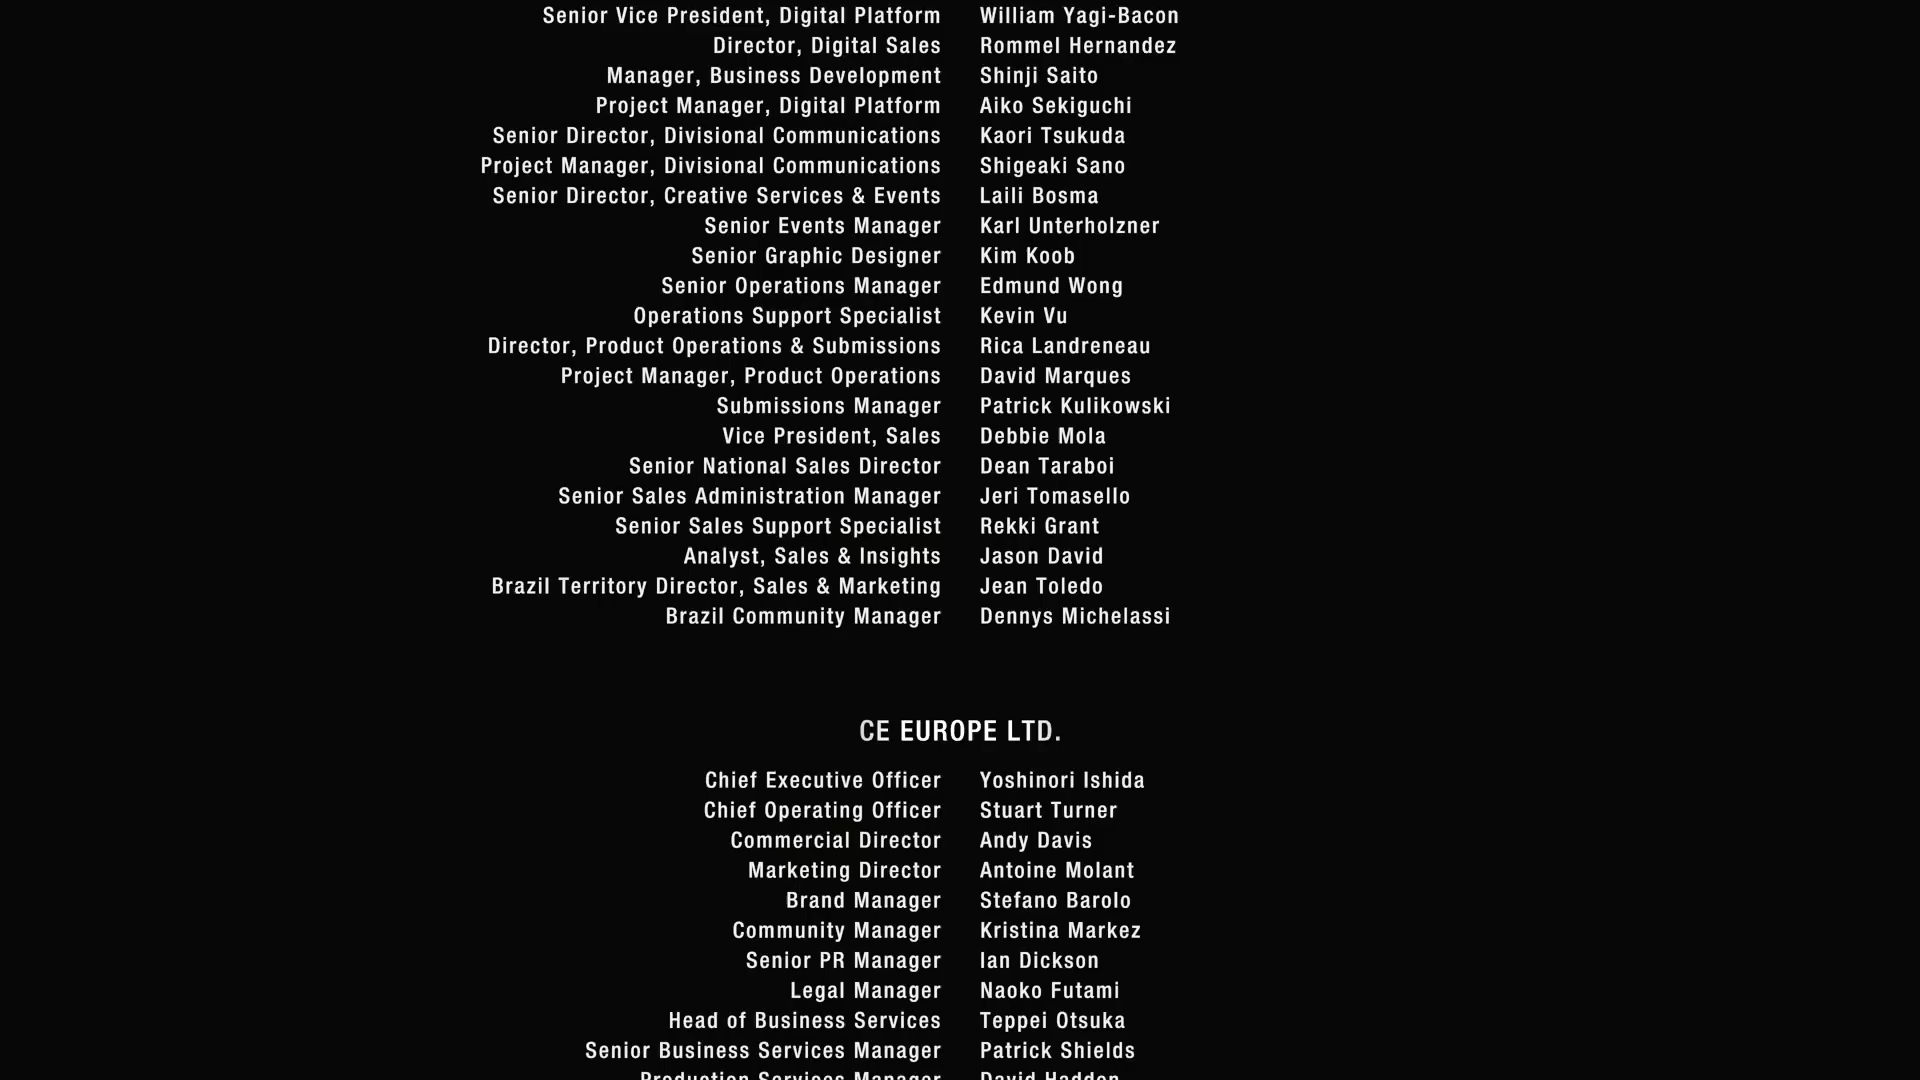 Senior Vice President, Digital Platform William Yagi-Bacon
Director, Digital Sales Rommel Hernandez
Manager, Business Development Shinji Saito
Project Manager, Digital Platform Aiko Sekiguchi
Senior Director, Divisional Communications Kaori Tsukuda
Project Manager, Divisional Communications Shigeaki Sano
Senior Director, Creative Services & Events Laili Bosma
Senior Events Manager Karl Unterholzner
Senior Graphic Designer Kim Koob
Senior Operations Manager Edmund Wong
Operations Support Specialist Kevin Vu
Director, Product Operations & Submissions Rica Landreneau
Project Manager, Product Operations David Marques
Submissions Manager Patrick Kulikowski
Vice President, Sales Debbie Mola
Senior National Sales Director Dean Taraboi
Senior Sales Administration Manager Jeri Tomasello
Senior Sales Support Specialist Rekki Grant
Analyst, Sales & Insights Jason David
Brazil Territory Director, Sales & Marketing Jean Toledo
Brazil Community Manager Dennys Michelassi
CE EUROPE LTD.
Chief Executive Officer Yoshinori Ishida
Chief Operating Officer Stuart Turner
Commercial Director Andy Davis
Marketing Director Antoine Molant
Brand Manager Stefano Barolo
Community Manager Kristina Markez
Senior PR Manager Ian Dickson
Legal Manager Naoko Futami
Head of Business Services Teppei Otsuka
Senior Business Services Manager Patrick Shields
Production Services Manager David Hadden